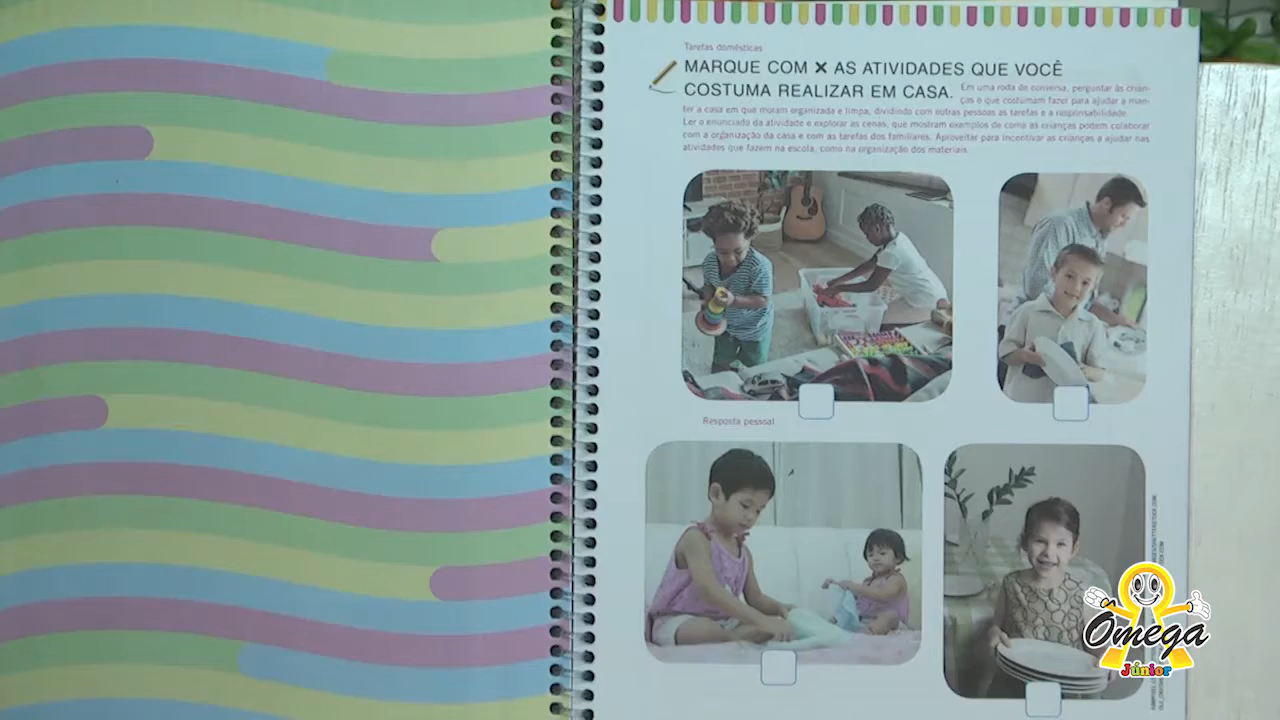 Tarefas domésticas
MARQUE COM X AS ATIVIDADES QUE VOCÊ
COSTUMA REALIZAR EM CASA. Em uma roda de conversa, perguntar às crian-
ças o que costumam fazer para ajudar a man-
ter a casa em que moram organizada e limpa, dividindo com outras pessoas as tarefas e a responsabilidade.
Ler o enunciado da atividade e explorar as cenas, que mostram exemplos de como as crianças podem colaborar
com a organização da casa e com as tarefas dos familiares. Aproveitar para incentivar as crianças a ajudar nas
atividades que fazem na escola, como na organização dos materiais.
Resposta pessoal
Omega
Júnior